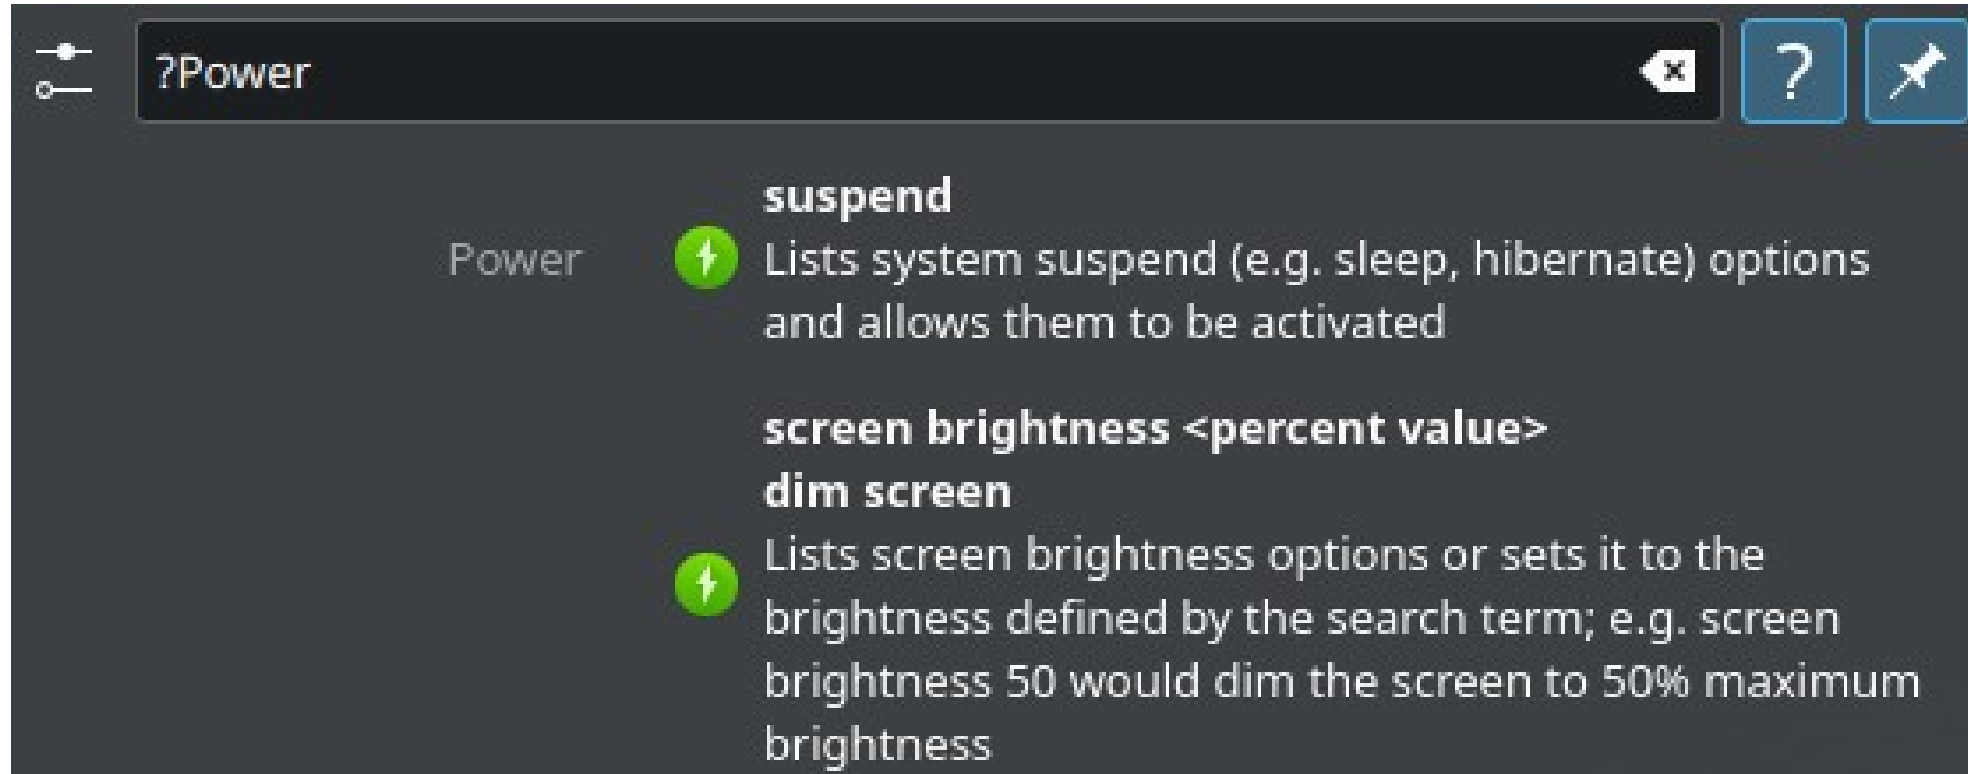 ?Power
?
suspend
Power
Lists system suspend (e.g. sleep, hibernate) options
and allows them to be activated
screen brightness <percent value>
dim screen
Lists screen brightness options or sets it to the
brightness defined by the search term; e.g. screen
brightness 50 would dim the screen to 50% maximum
brightness